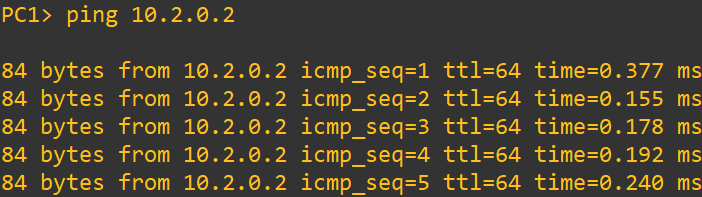 PC1> ping 10.2.0.2
84 bytes from 10.2.0.2 icmp_seq=1 ttl=64 time=0.377 ms
84 bytes from 10.2.0.2 icmp_seq=2 ttl=64 time=0.155 ms
84 bytes from 10.2.0.2 icmp_seq=3 ttl=64 time=0.178 ms
84 bytes from 10.2.0.2 icmp_seq=4 ttl=64 time=0.192 ms
84 bytes from 10.2.0.2 icmp_seq=5 ttl=64 time=0.240 ms